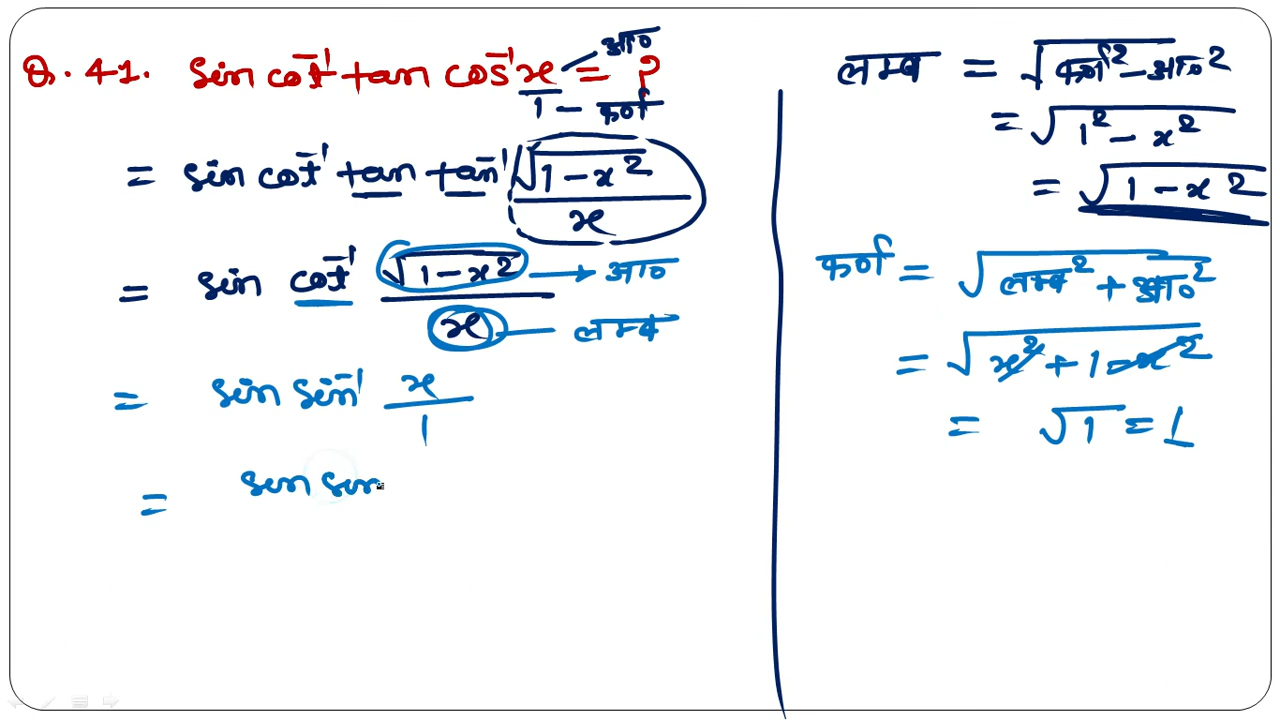 Q. 41. sin cot⁻¹ tan cos⁻¹ x/1 = ?
आ०
कर्ण
= sin cot⁻¹ tan tan⁻¹ √(1 − x²)/x
= sin cot⁻¹ √(1 − x²)/x
आ०
लम्ब
= sin sin⁻¹ x/1
= sin sin
लम्ब = √(कर्ण² − आ०²)
= √(1² − x²)
= √(1 − x²)
कर्ण = √(लम्ब² + आ०²)
= √(x² + 1 − x²)
= √1 = 1